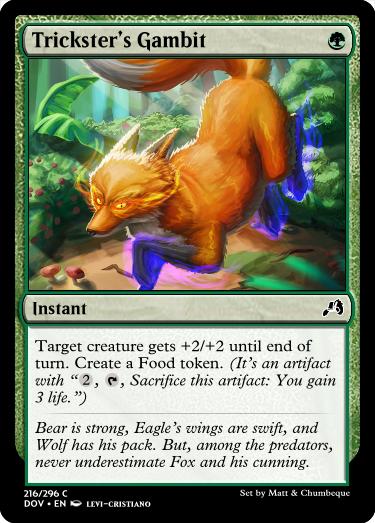 Trickster's Gambit
Instant
Target creature gets +2/+2 until end of
turn. Create a Food token. (It's an artifact
with “2, , Sacrifice this artifact: You gain
3 life.”)
Bear is strong, Eagle's wings are swift, and
Wolf has his pack. But, among the predators,
never underestimate Fox and his cunning.
216/296 C
DOV • EN LEVI-CRISTIANO
Set by Matt & Chumbeque